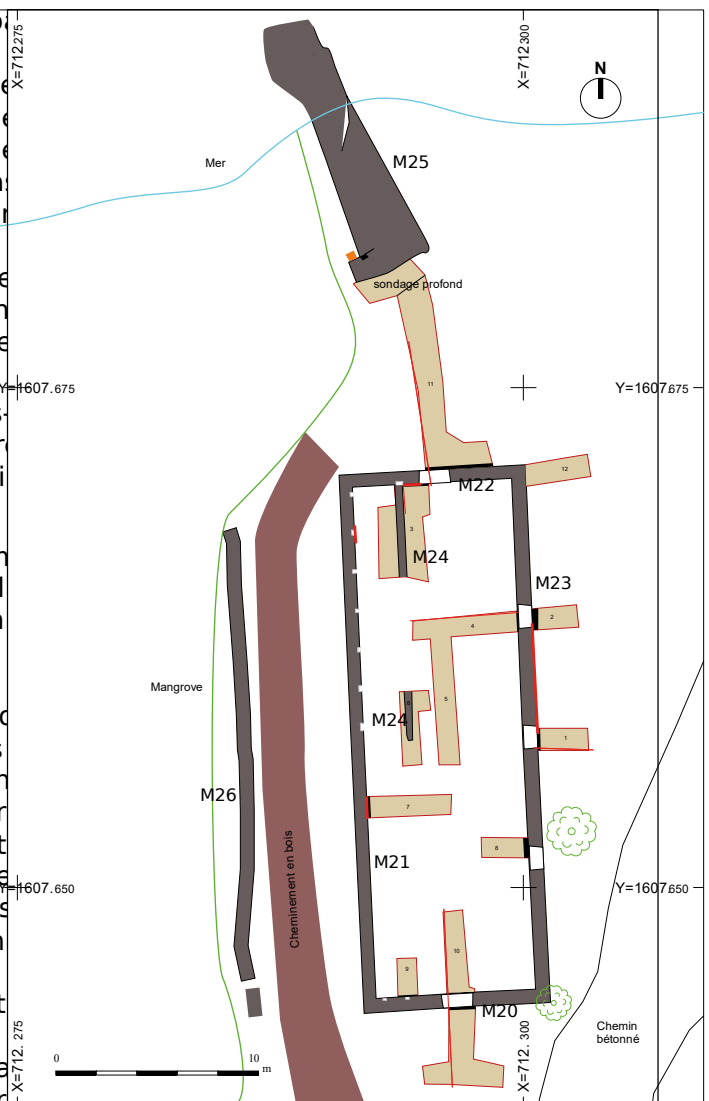 X=712275
X=712300
N
Mer
M25
sondage profond
Y=1607.675
Y=1607.675
11
12
M22
3
M24
M23
2
4
Mangrove
5
6
M24
1
M26
7
8
M21
Cheminement en bois
Y=1607.650
Y=1607.650
10
9
M20
Chemin
bétonné
0 10
m
X=712. 275
X=712. 300